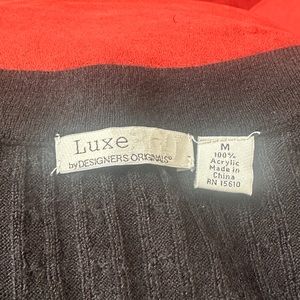 Luxe
by DESIGNERS ORIGINALS®
M
100%
Acrylic
Made in
China
RN 15610